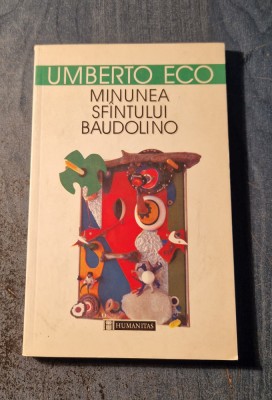 UMBERTO ECO
MINUNEA
SFÎNTULUI
BAUDOLINO
HUMANITAS